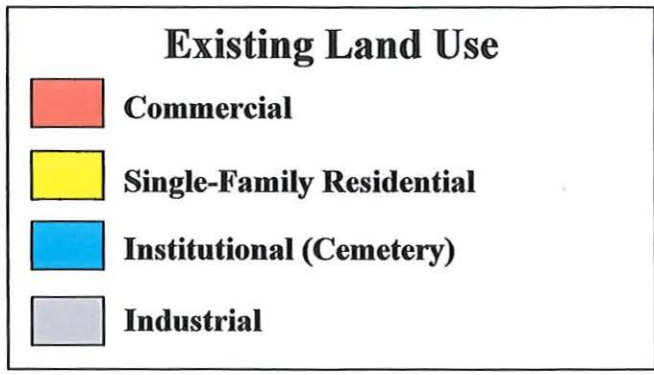 Existing Land Use
Commercial
Single-Family Residential
Institutional (Cemetery)
Industrial